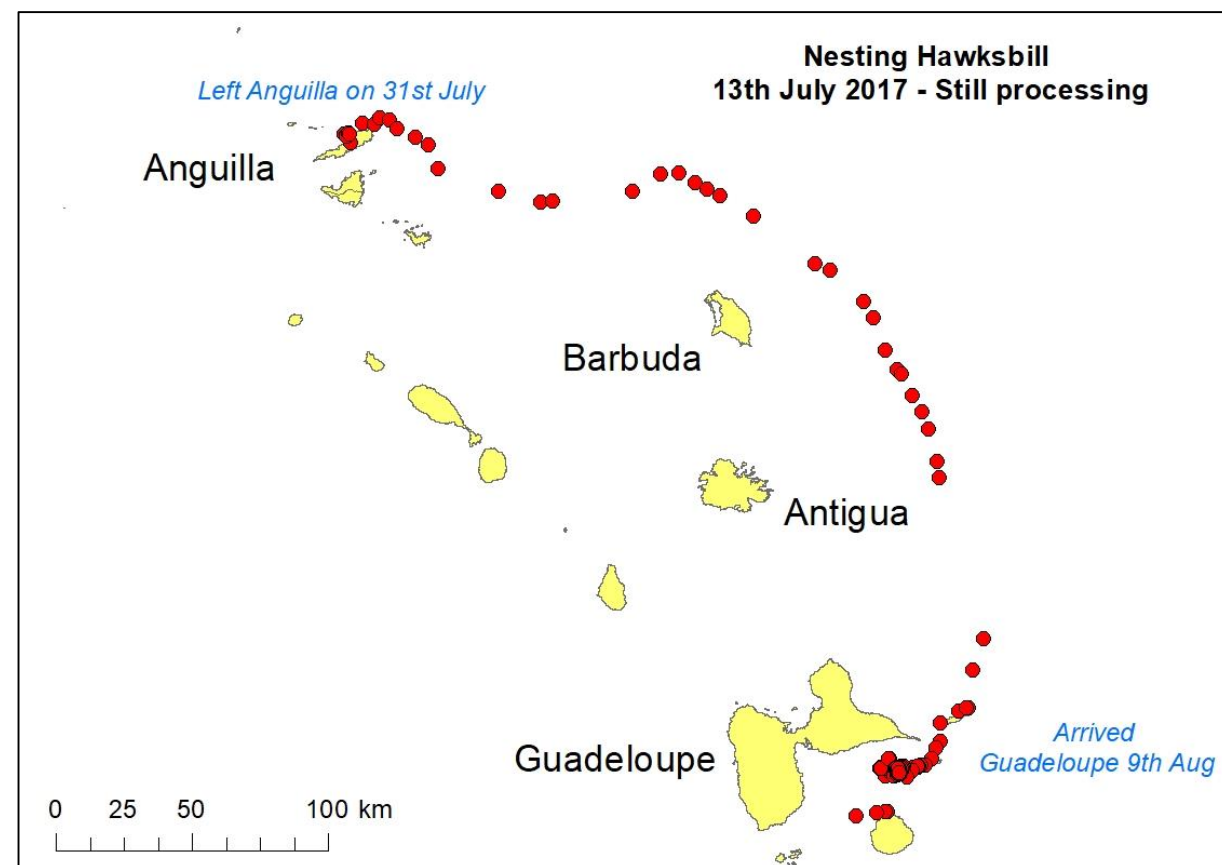 Nesting Hawksbill
13th July 2017 - Still processing
Left Anguilla on 31st July
Anguilla
Barbuda
Antigua
Guadeloupe
Arrived
Guadeloupe 9th Aug
0 25 50 100 km